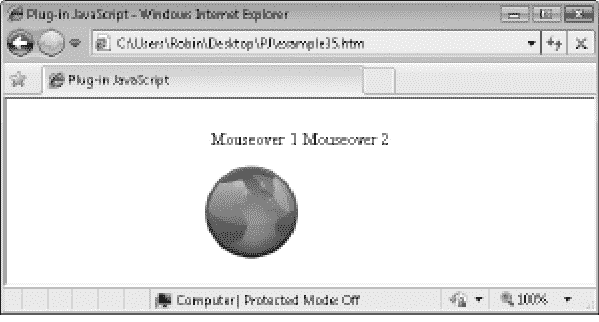 Plug-in JavaScript - Windows Internet Explorer
C:\Users\Robin\Desktop\PJ\example35.htm
Plug-in JavaScript
Mouseover 1 Mouseover 2
Computer | Protected Mode: Off
100%